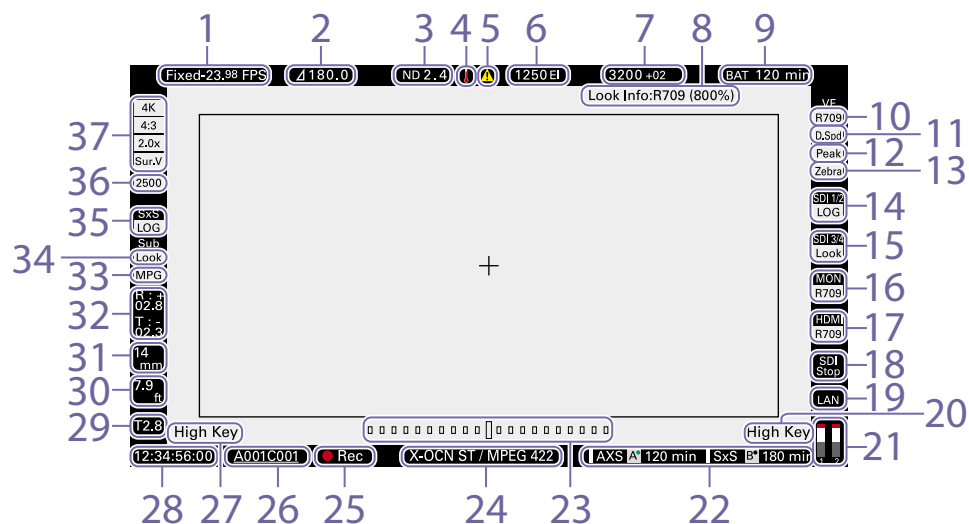 1 2 3 4 5 6 7 8 9
Fixed-23.98 FPS ⊿180.0 ND 2.4 1250EI 3200+02 BAT 120 min
Look Info:R709 (800%)
VF
R709 10
D.Spd 11
Peak 12
Zebra 13
SDI 1/2
LOG 14
SDI 3/4
Look 15
MON
R709 16
HDMI
R709 17
SDI
Stop 18
LAN 19
20
21
37 4K
4:3
2.0x
Sur.V
36 2500
35 SxS
LOG
Sub
34 Look
33 MPG
32 R : +
02.8
T : -
02.3
31 14
mm
30 7.9
ft
29 T2.8
High Key High Key
12:34:56:00 A001C001 Rec X-OCN ST / MPEG 422 AXS A 120 min SxS B 180 min 1 2
28 27 26 25 24 23 22